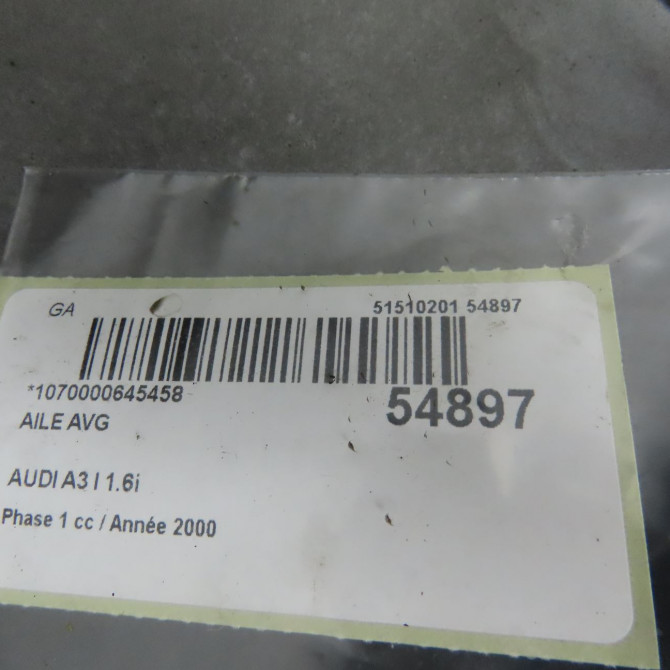 GA 51510201 54897
*1070000645458
54897
AILE AVG
AUDI A3 I 1.6i
Phase 1 cc / Année 2000